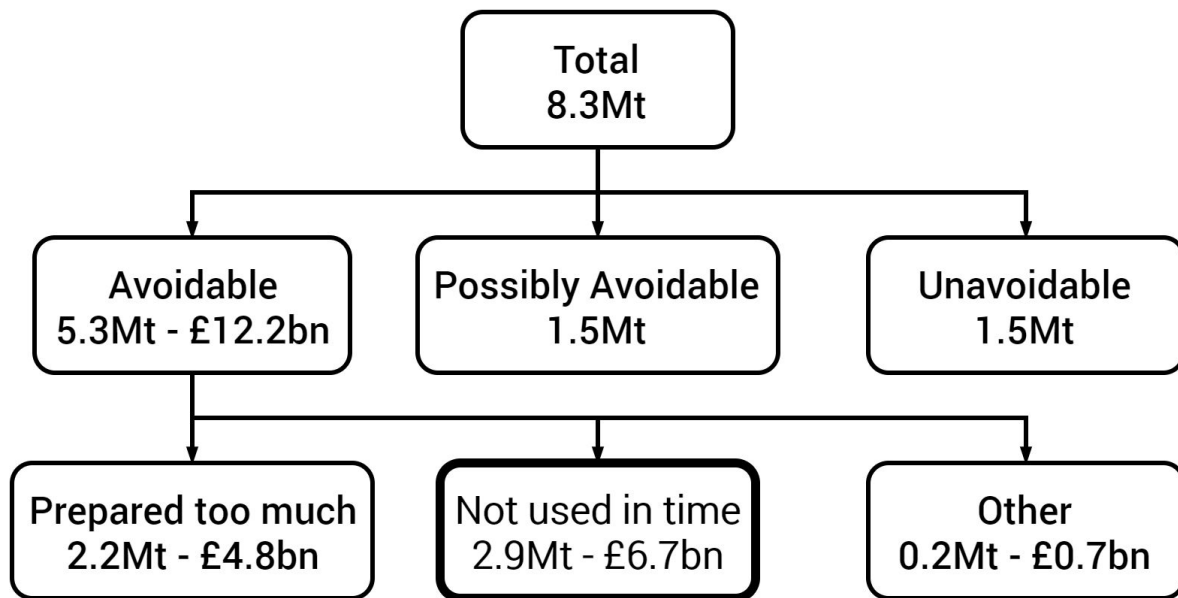 Total
8.3Mt
Avoidable
5.3Mt - £12.2bn
Possibly Avoidable
1.5Mt
Unavoidable
1.5Mt
Prepared too much
2.2Mt - £4.8bn
Not used in time
2.9Mt - £6.7bn
Other
0.2Mt - £0.7bn